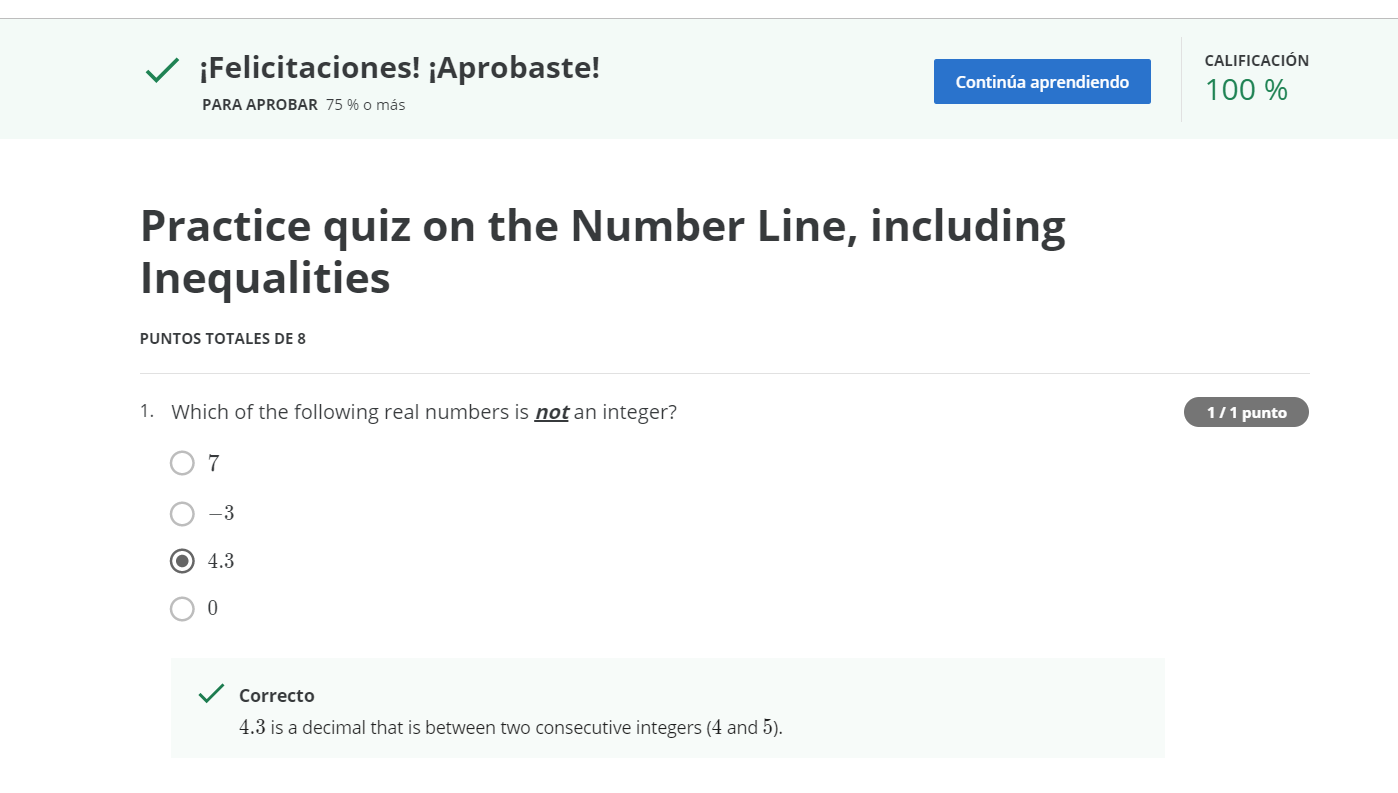 ¡Felicitaciones! ¡Aprobaste!
PARA APROBAR 75 % o más
Continúa aprendiendo
CALIFICACIÓN
100 %
Practice quiz on the Number Line, including
Inequalities
PUNTOS TOTALES DE 8
1. Which of the following real numbers is not an integer?
1 / 1 punto
7
−3
4.3
0
Correcto
4.3 is a decimal that is between two consecutive integers (4 and 5).